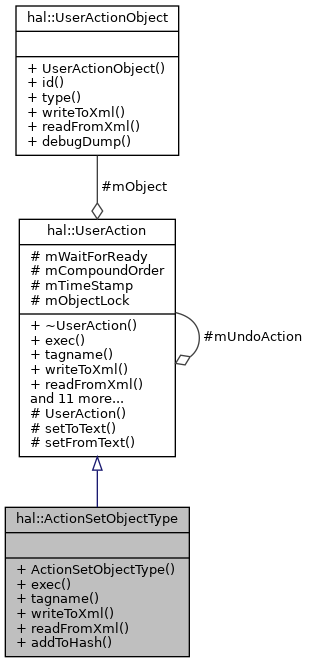 hal::UserActionObject
+ UserActionObject()
+ id()
+ type()
+ writeToXml()
+ readFromXml()
+ debugDump()
#mObject
hal::UserAction
# mWaitForReady
# mCompoundOrder
# mTimeStamp
# mObjectLock
+ ~UserAction()
+ exec()
+ tagname()
+ writeToXml()
+ readFromXml()
and 11 more...
# UserAction()
# setToText()
# setFromText()
#mUndoAction
hal::ActionSetObjectType
+ ActionSetObjectType()
+ exec()
+ tagname()
+ writeToXml()
+ readFromXml()
+ addToHash()